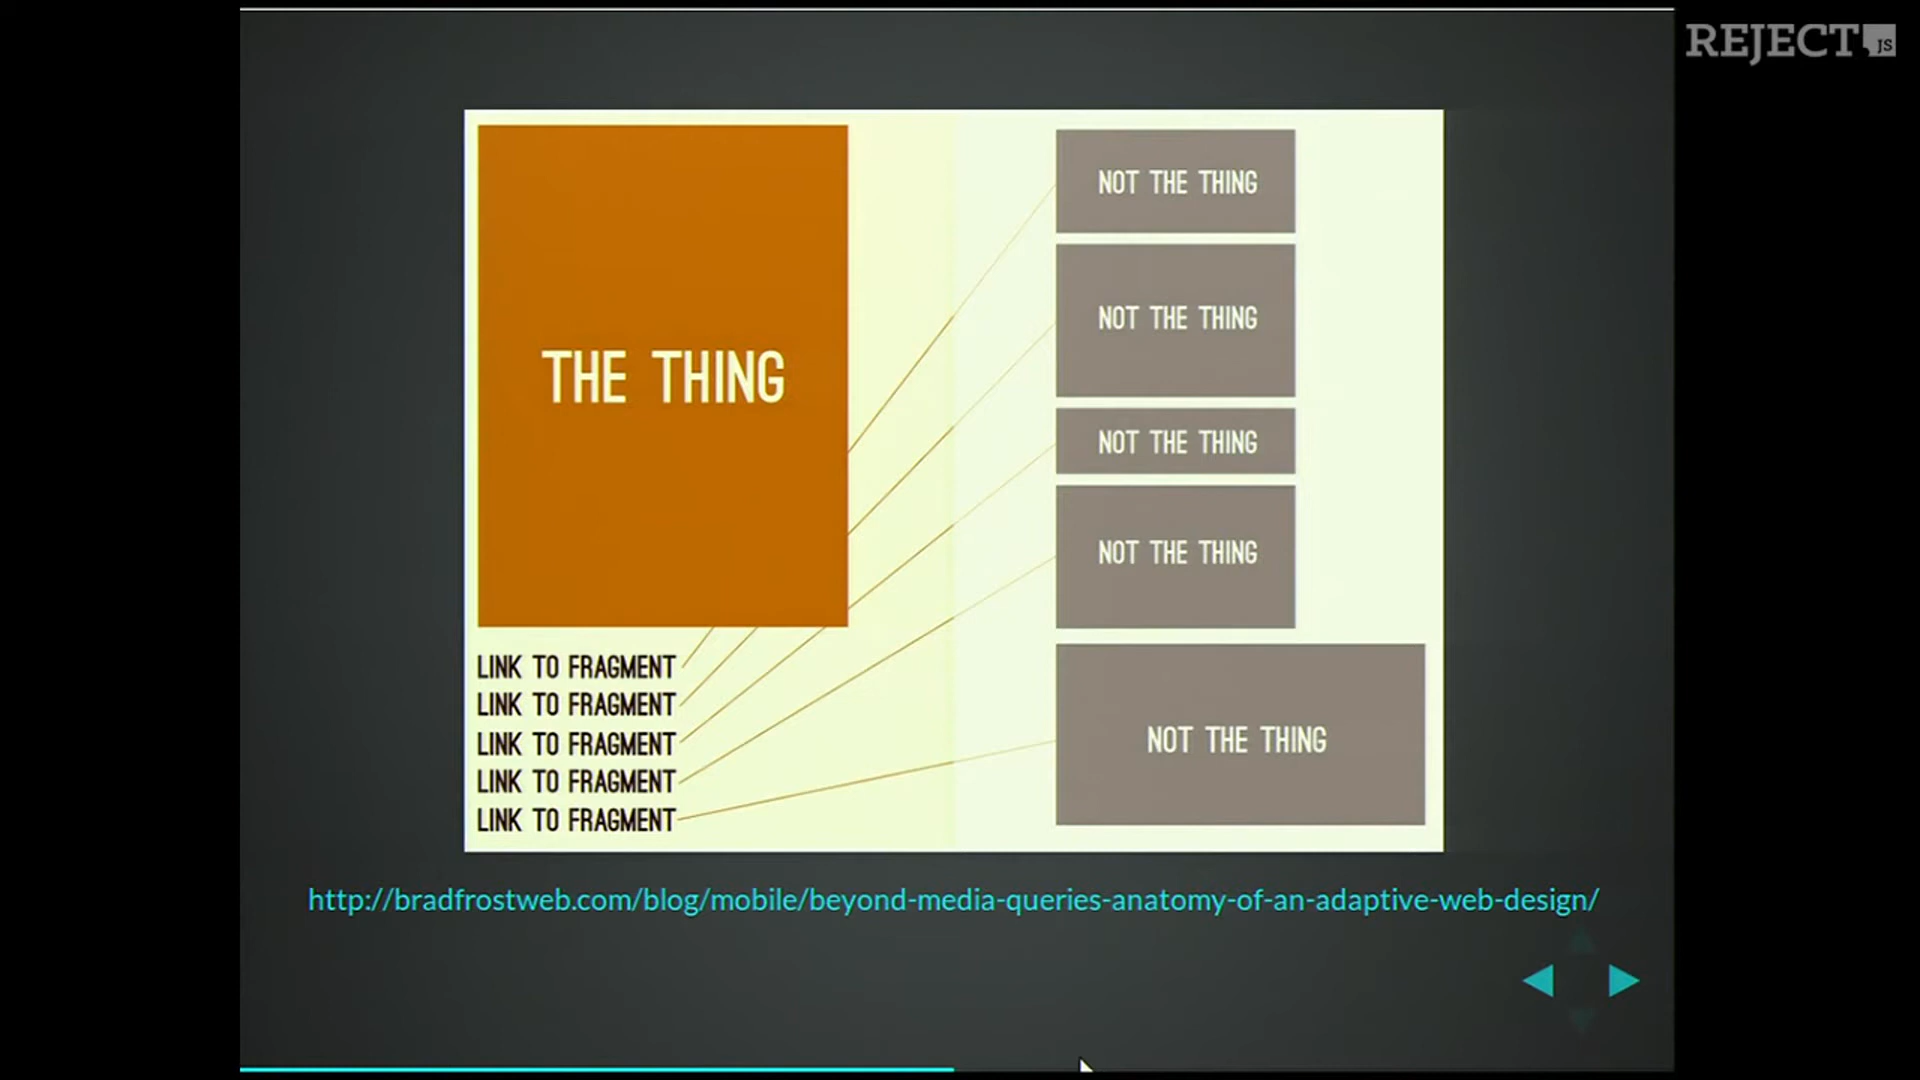 REJECT JS
THE THING
LINK TO FRAGMENT
LINK TO FRAGMENT
LINK TO FRAGMENT
LINK TO FRAGMENT
LINK TO FRAGMENT
NOT THE THING
NOT THE THING
NOT THE THING
NOT THE THING
NOT THE THING
http://bradfrostweb.com/blog/mobile/beyond-media-queries-anatomy-of-an-adaptive-web-design/